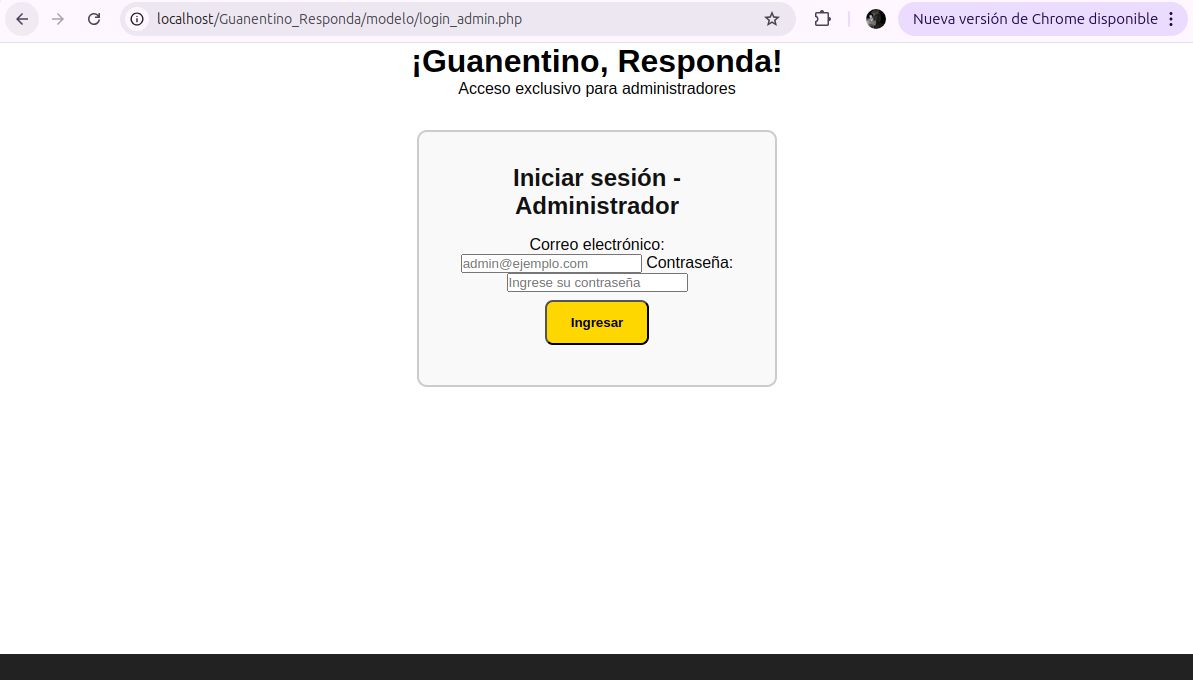 localhost/Guanentino_Responda/modelo/login_admin.php
Nueva versión de Chrome disponible
¡Guanentino, Responda!
Acceso exclusivo para administradores
Iniciar sesión -
Administrador
Correo electrónico:
admin@ejemplo.com Contraseña:
Ingrese su contraseña
Ingresar